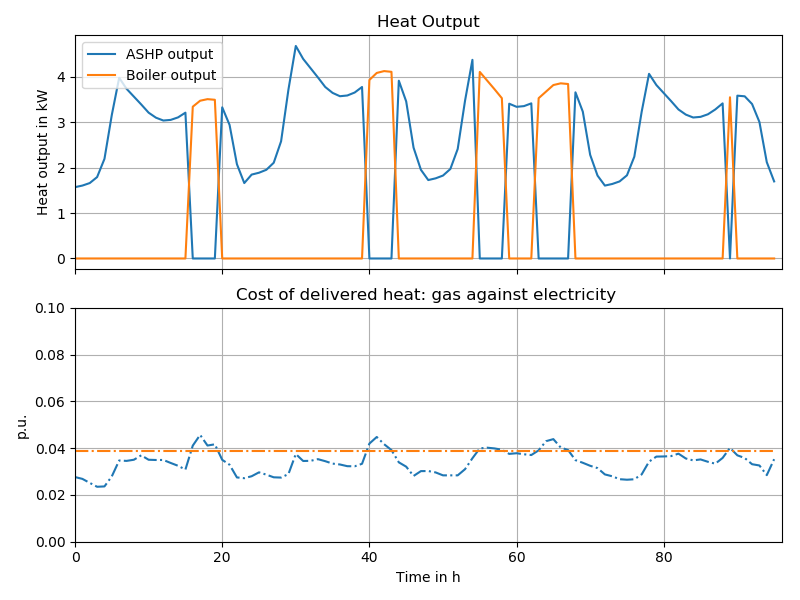 Heat Output
ASHP output
Boiler output
Heat output in kW
4
3
2
1
0
Cost of delivered heat: gas against electricity
p.u.
0.10
0.08
0.06
0.04
0.02
0.00
0 20 40 60 80
Time in h